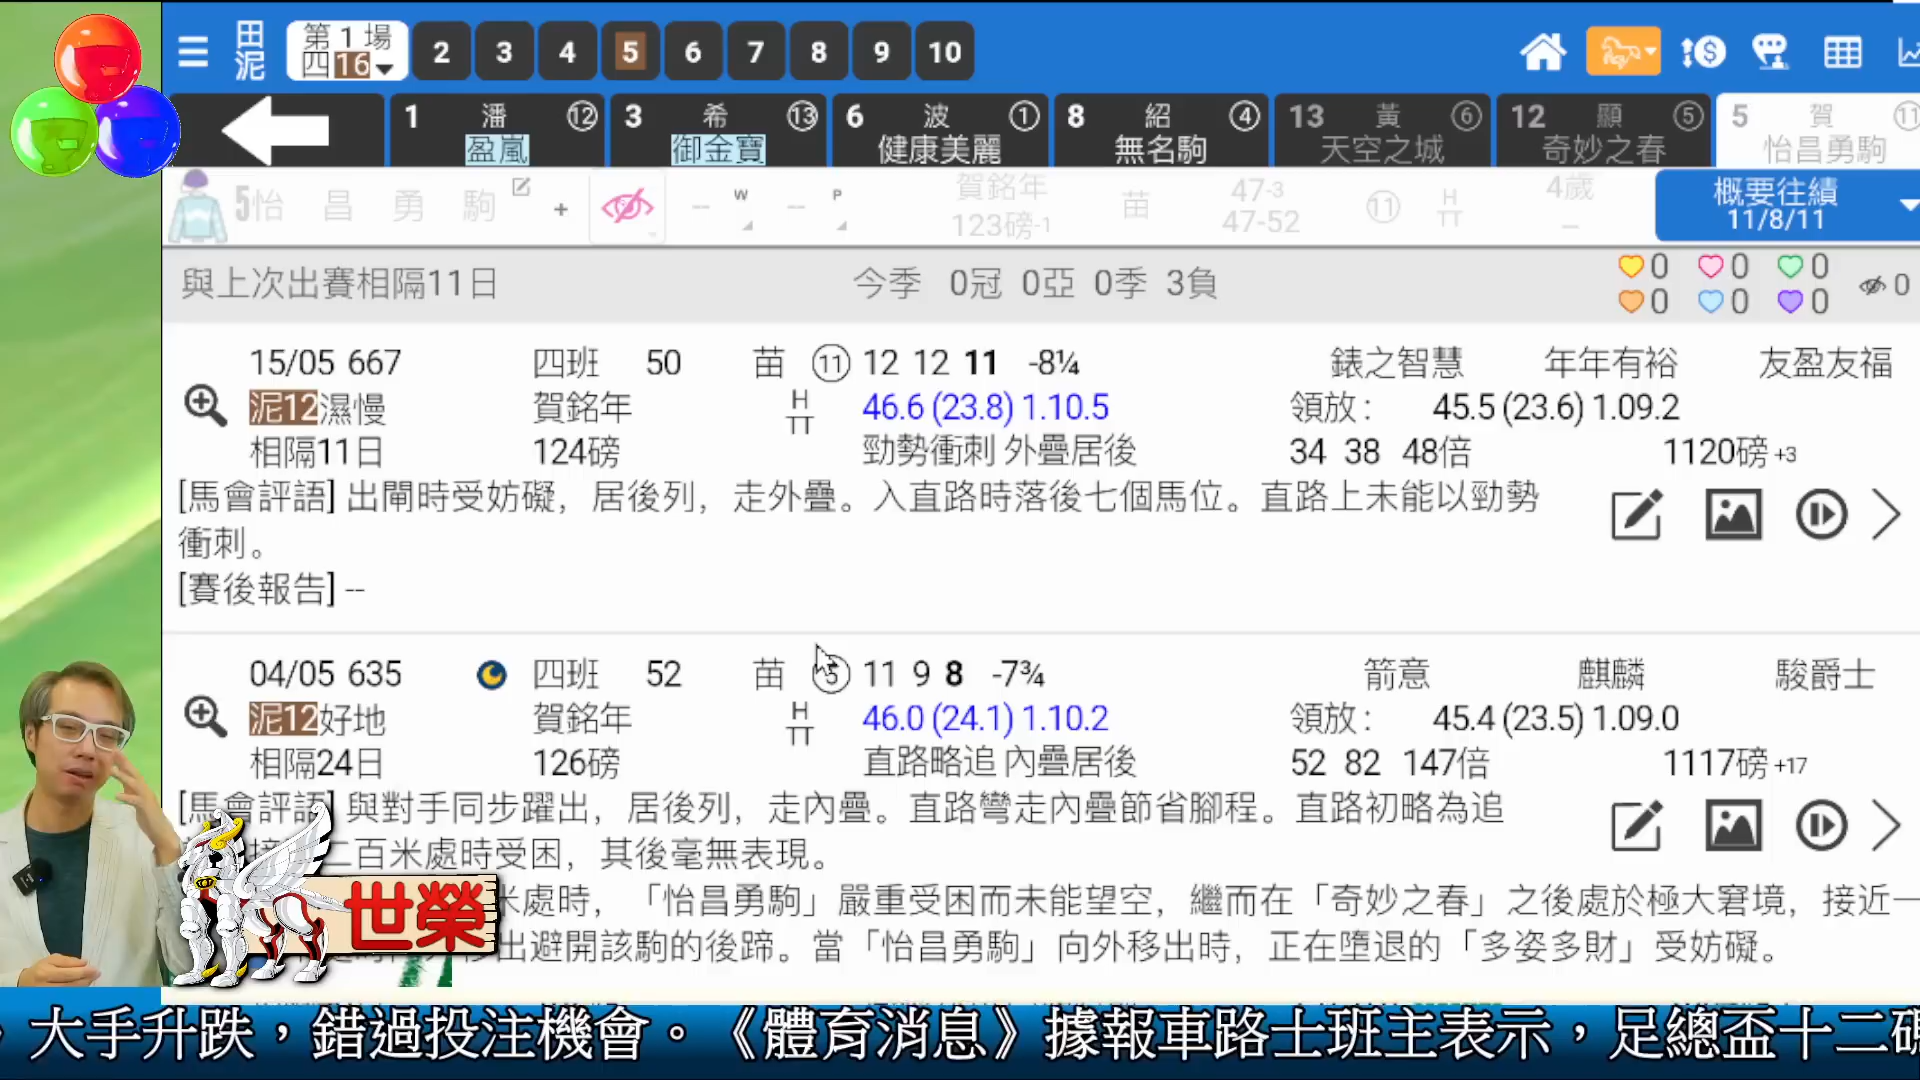 田泥
第1場
四16
2 3 4 5 6 7 8 9 10
1 潘 ⑫ 盈嵐
3 希 ⑬ 御金寶
6 波 ① 健康美麗
8 紹 ④ 無名駒
13 黃 ⑥ 天空之城
12 顯 ⑤ 奇妙之春
5 賀 ⑪ 怡昌勇駒
5怡昌勇駒 + -- W -- P 賀銘年 123磅-1 苗 47-3 47-52 ⑪ H TT 4歲 --
概要往績
11/8/11
與上次出賽相隔11日 今季 0冠 0亞 0季 3負
0 0 0 0
0 0 0
15/05 667 四班 50 苗 ⑪ 12 12 11 -8¼ 錶之智慧 年年有裕 友盈友福
泥12濕慢 賀銘年 H TT 46.6 (23.8) 1.10.5 領放： 45.5 (23.6) 1.09.2
相隔11日 124磅 勁勢衝刺 外疊居後 34 38 48倍 1120磅 +3
[馬會評語] 出閘時受妨礙，居後列，走外疊。入直路時落後七個馬位。直路上未能以勁勢
衝刺。
[賽後報告] --
04/05 635 四班 52 苗 ⑤ 11 9 8 -7¾ 箭意 麒麟 駿爵士
泥12好地 賀銘年 H TT 46.0 (24.1) 1.10.2 領放： 45.4 (23.5) 1.09.0
相隔24日 126磅 直路略追 內疊居後 52 82 147倍 1117磅 +17
[馬會評語] 與對手同步躍出，居後列，走內疊。直路彎走內疊節省腳程。直路初略為追
二百米處時受困，其後毫無表現。
米處時，「怡昌勇駒」嚴重受困而未能望空，繼而在「奇妙之春」之後處於極大窘境，接近一
出避開該駒的後蹄。當「怡昌勇駒」向外移出時，正在墮退的「多姿多財」受妨礙。
世榮
大手升跌，錯過投注機會。《體育消息》據報車路士班主表示，足總盃十二碼